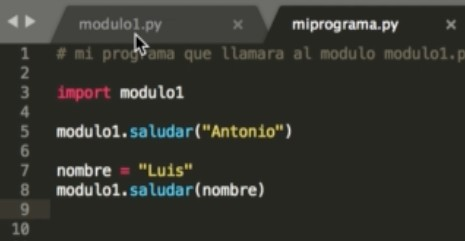 modulo1.py × miprograma.py ×
1 # mi programa que llamara al modulo modulo1.p
2
3 import modulo1
4
5 modulo1.saludar("Antonio")
6
7 nombre = "Luis"
8 modulo1.saludar(nombre)
9
10